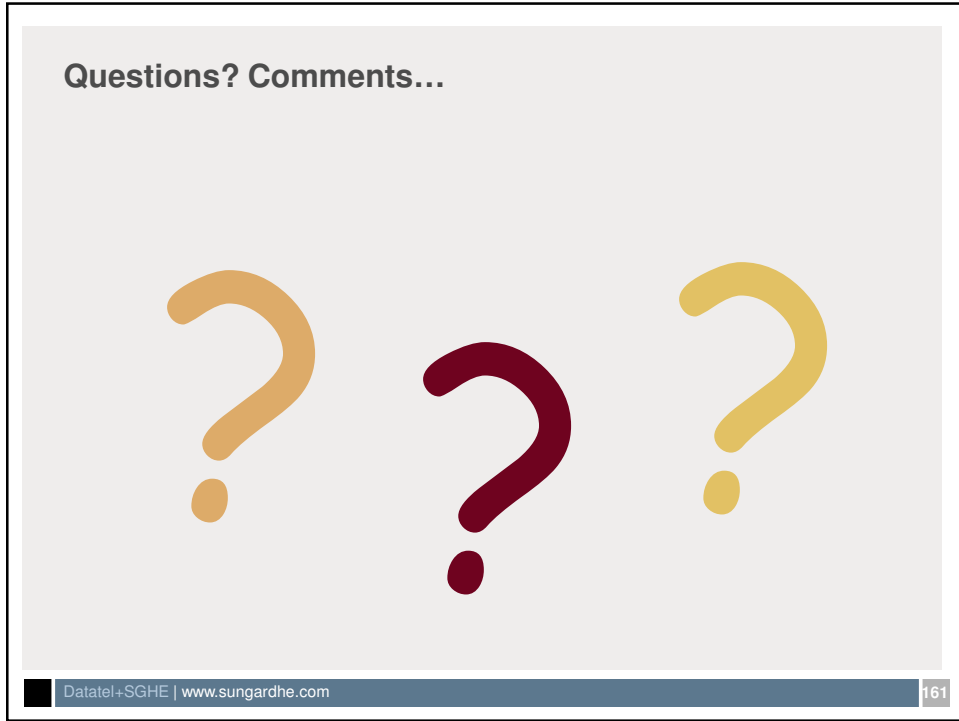 Questions? Comments…
? ? ?
Datatel+SGHE | www.sungardhe.com 161